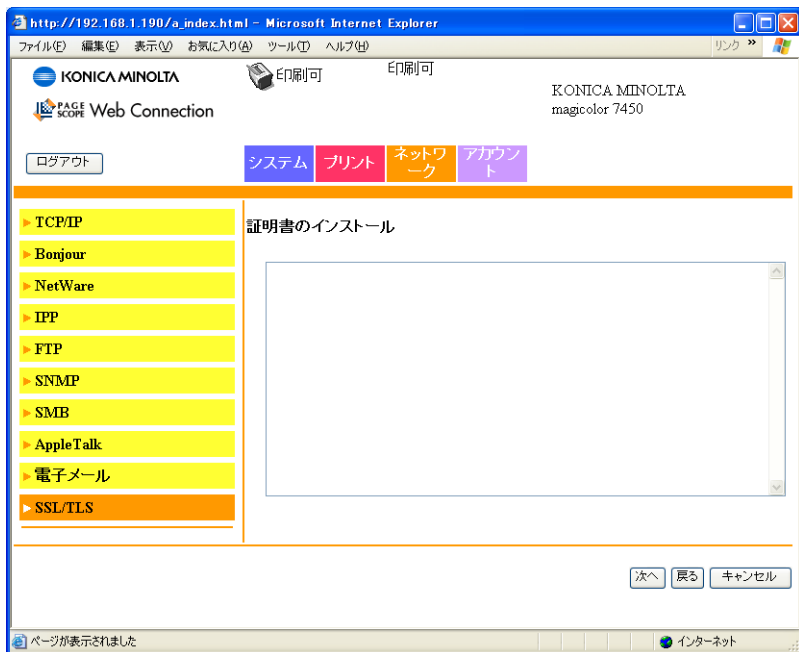 http://192.168.1.190/a_index.html - Microsoft Internet Explorer
ファイル(F) 編集(E) 表示(V) お気に入り(A) ツール(T) ヘルプ(H) リンク »
KONICA MINOLTA
印刷可
印刷可
KONICA MINOLTA
magicolor 7450
PAGE SCOPE Web Connection
ログアウト
システム
プリント
ネットワ
ーク
アカウン
ト
TCP/IP
Bonjour
NetWare
IPP
FTP
SNMP
SMB
AppleTalk
電子メール
SSL/TLS
証明書のインストール
次へ 戻る キャンセル
ページが表示されました インターネット